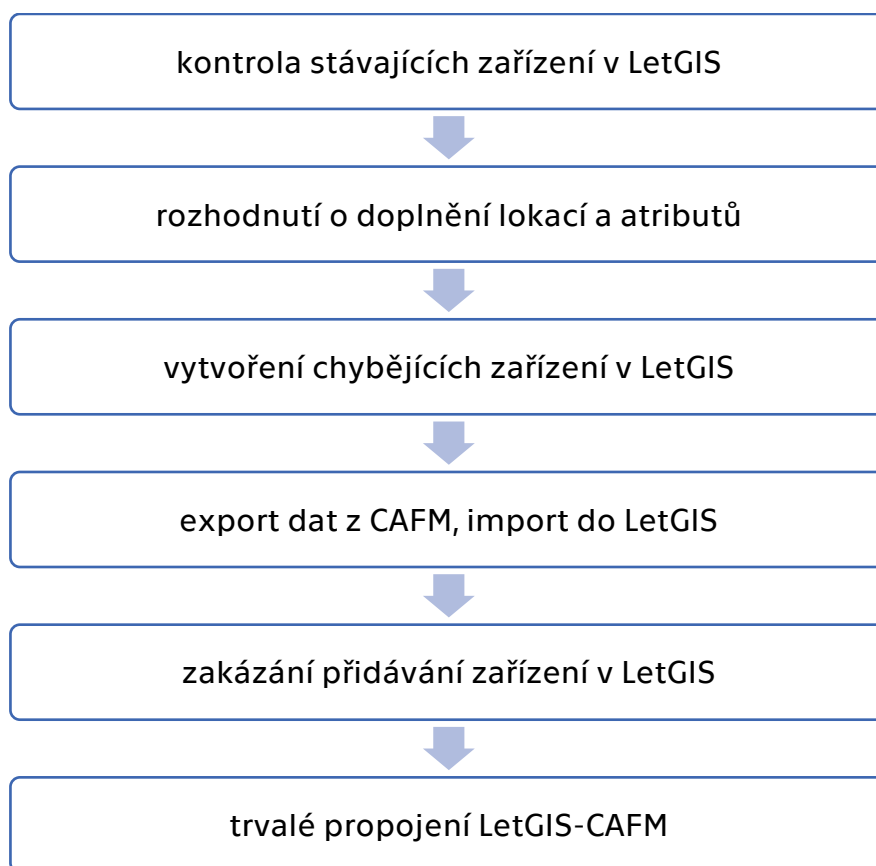 kontrola stávajících zařízení v LetGIS
rozhodnutí o doplnění lokací a atributů
vytvoření chybějících zařízení v LetGIS
export dat z CAFM, import do LetGIS
zakázání přidávání zařízení v LetGIS
trvalé propojení LetGIS-CAFM